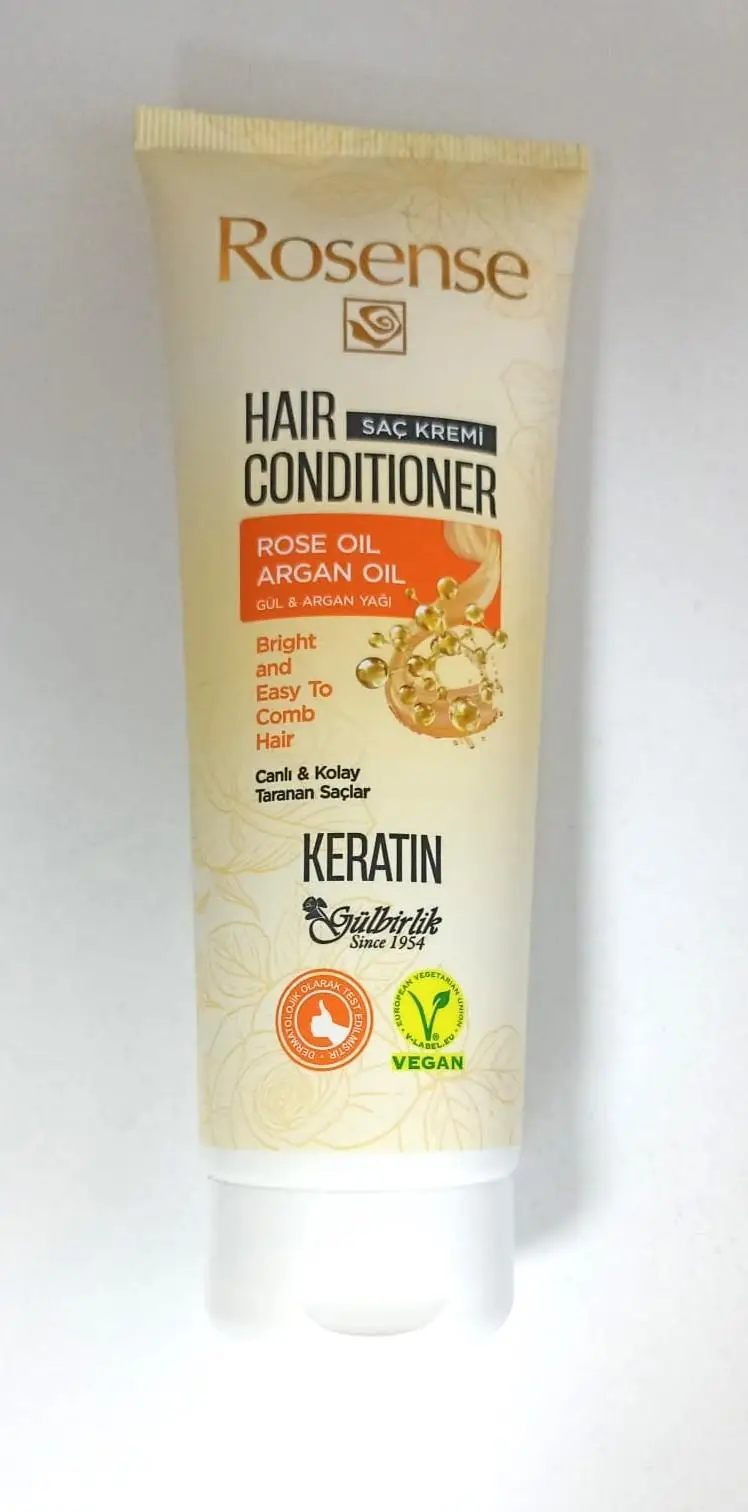 Rosense
HAIR
SAÇ KREMİ
CONDITIONER
ROSE OIL
ARGAN OIL
GÜL & ARGAN YAĞI
Bright
and
Easy To
Comb
Hair
Canlı & Kolay
Taranan Saçlar
KERATIN
Gülbirlik
Since 1954
DERMATOLOJİK OLARAK TEST EDİLMİŞTİR
EUROPEAN VEGETARIAN UNION
V-LABEL.EU
VEGAN